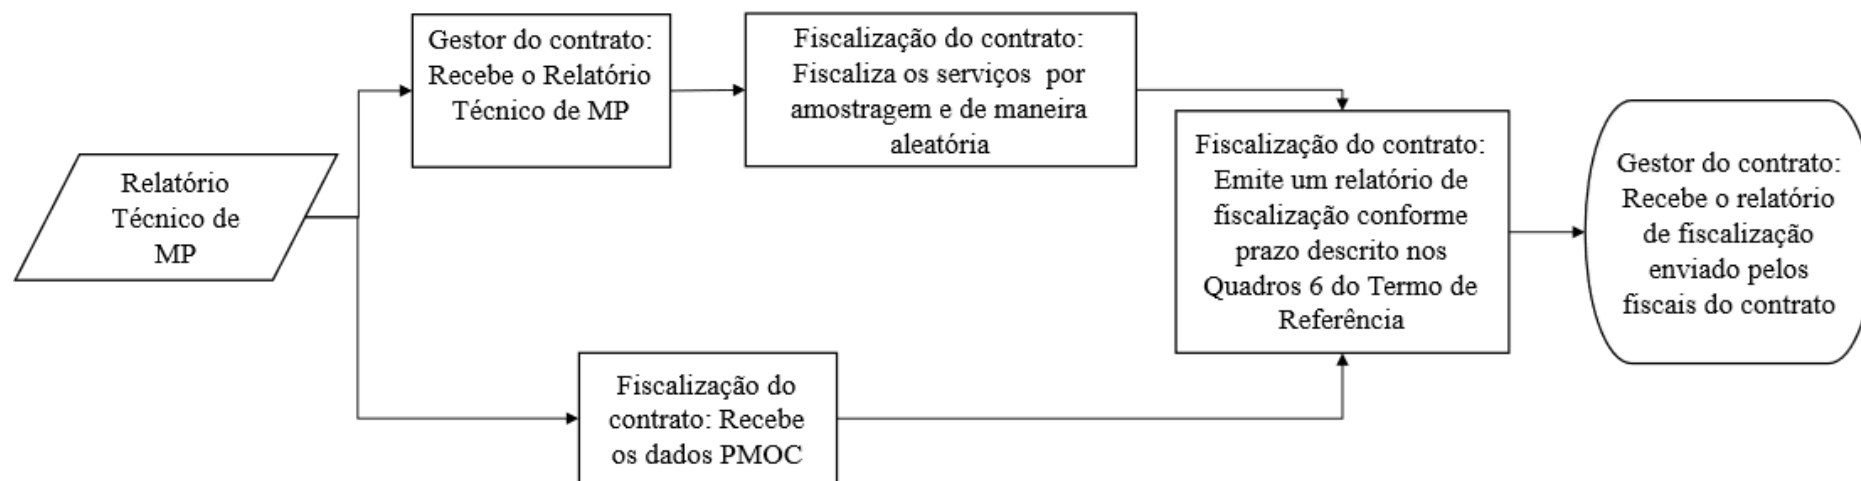 Relatório
Técnico de
MP
Gestor do contrato:
Recebe o Relatório
Técnico de MP
Fiscalização do contrato:
Fiscaliza os serviços por
amostragem e de maneira
aleatória
Fiscalização do
contrato: Recebe
os dados PMOC
Fiscalização do contrato:
Emite um relatório de
fiscalização conforme
prazo descrito nos
Quadros 6 do Termo de
Referência
Gestor do contrato:
Recebe o relatório
de fiscalização
enviado pelos
fiscais do contrato